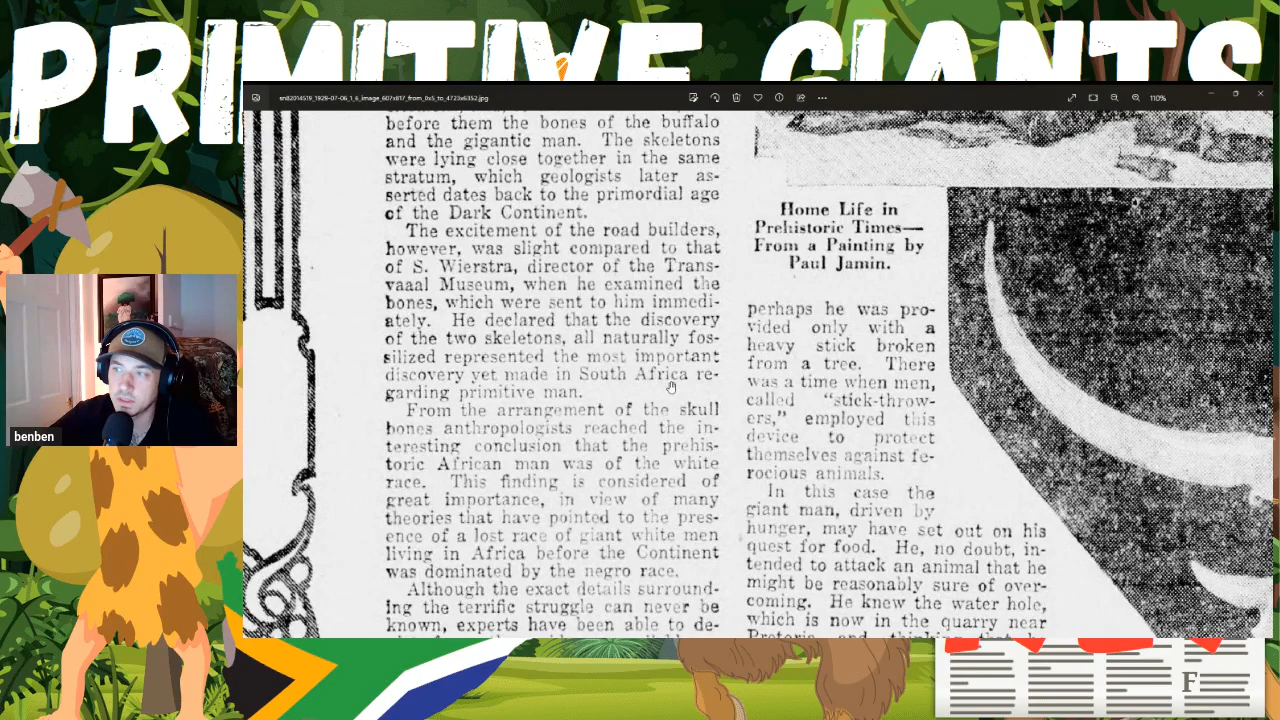 PRIMITIVE GIANTS
sn82014519_1929-07-06_1_6_image_607x817_from_0x5_to_4723x6352.jpg
110%
before them the bones of the buffalo
and the gigantic man. The skeletons
were lying close together in the same
stratum, which geologists later as-
serted dates back to the primordial age
of the Dark Continent.
The excitement of the road builders,
however, was slight compared to that
of S. Wierstra, director of the Trans-
vaaal Museum, when he examined the
bones, which were sent to him immedi-
ately. He declared that the discovery
of the two skeletons, all naturally fos-
silized represented the most important
discovery yet made in South Africa re-
garding primitive man.
From the arrangement of the skull
bones anthropologists reached the in-
teresting conclusion that the prehis-
toric African man was of the white
race. This finding is considered of
great importance, in view of many
theories that have pointed to the pres-
ence of a lost race of giant white men
living in Africa before the Continent
was dominated by the negro race.
Although the exact details surround-
ing the terrific struggle can never be
known, experts have been able to de-
Home Life in
Prehistoric Times—
From a Painting by
Paul Jamin.
perhaps he was pro-
vided only with a
heavy stick broken
from a tree. There
was a time when men,
called "stick-throw-
ers," employed this
device to protect
themselves against fe-
rocious animals.
In this case the
giant man, driven by
hunger, may have set out on his
quest for food. He, no doubt, in-
tended to attack an animal that he
might be reasonably sure of over-
coming. He knew the water hole,
which is now in the quarry near
Pretoria, and, thinking that he
benben
F